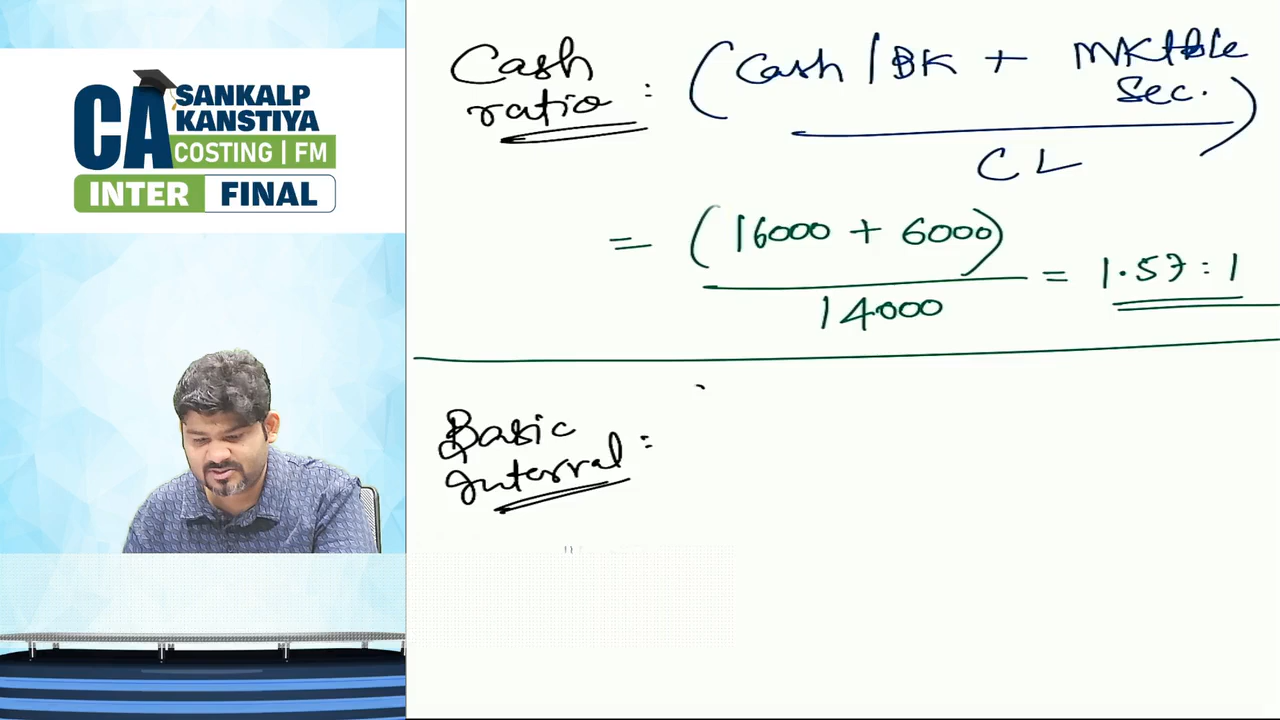 CA SANKALP
KANSTIYA
COSTING | FM
INTER FINAL
Cash ratio : (Cash / BK + MKtble Sec.)
CL
= (16000 + 6000)
14000
= 1.57 : 1
Basic
Interval :